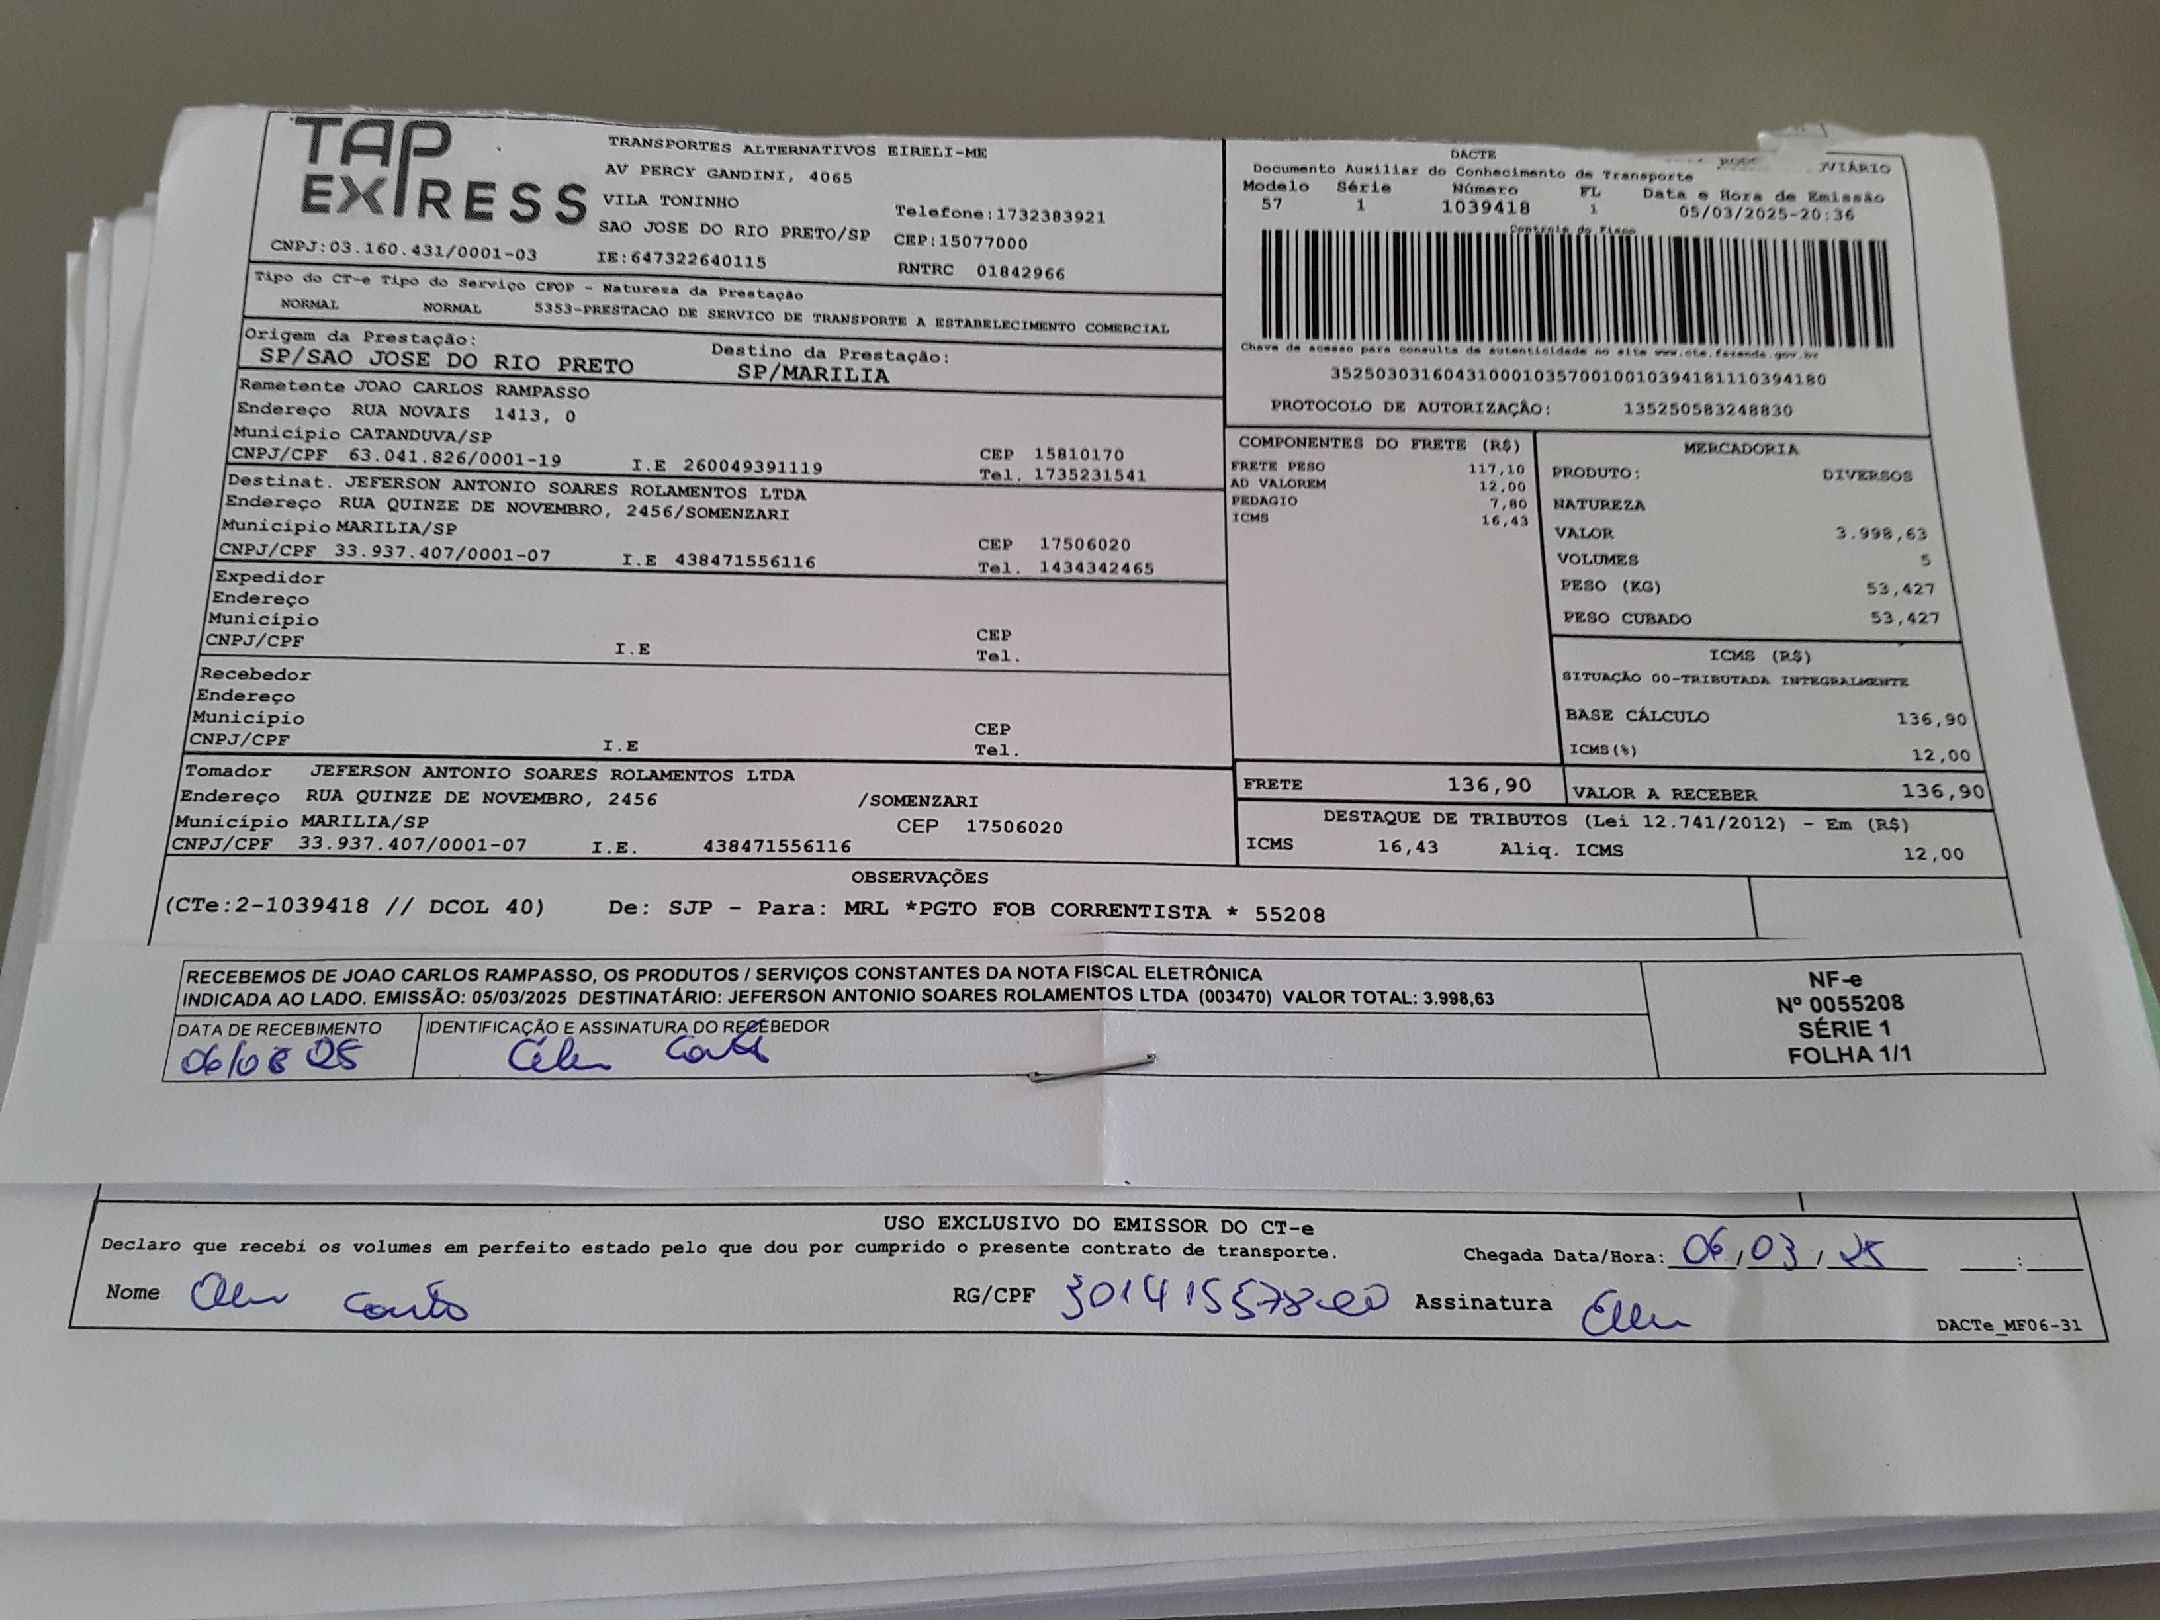 TAP EXPRESS
TRANSPORTES ALTERNATIVOS EIRELI-ME
AV PERCY GANDINI, 4065
VILA TONINHO
SAO JOSE DO RIO PRETO/SP
Telefone:1732383921
CEP:15077000
CNPJ:03.160.431/0001-03 IE:647322640115 RNTRC 01842966
DACTE VIÁRIO
Documento Auxiliar do Conhecimento de Transporte
Modelo Série Número FL Data e Hora de Emissão
57 1 1039418 1 05/03/2025-20:36
Controle do Fisco
Chave de acesso para consulta de autenticidade no site www.cte.fazenda.gov.br
35250303160431000103570010010394181110394180
PROTOCOLO DE AUTORIZAÇÃO: 135250583248830
Tipo do CT-e Tipo do Serviço CFOP - Natureza da Prestação
NORMAL NORMAL 5353-PRESTACAO DE SERVICO DE TRANSPORTE A ESTABELECIMENTO COMERCIAL
Origem da Prestação: Destino da Prestação:
SP/SAO JOSE DO RIO PRETO SP/MARILIA
Remetente JOAO CARLOS RAMPASSO
Endereço RUA NOVAIS 1413, 0
Município CATANDUVA/SP CEP 15810170
CNPJ/CPF 63.041.826/0001-19 I.E 260049391119 Tel. 1735231541
Destinat. JEFERSON ANTONIO SOARES ROLAMENTOS LTDA
Endereço RUA QUINZE DE NOVEMBRO, 2456/SOMENZARI
Município MARILIA/SP CEP 17506020
CNPJ/CPF 33.937.407/0001-07 I.E 438471556116 Tel. 1434342465
Expedidor
Endereço
Município CEP
CNPJ/CPF I.E Tel.
Recebedor
Endereço
Município CEP
CNPJ/CPF I.E Tel.
Tomador JEFERSON ANTONIO SOARES ROLAMENTOS LTDA
Endereço RUA QUINZE DE NOVEMBRO, 2456 /SOMENZARI
Município MARILIA/SP CEP 17506020
CNPJ/CPF 33.937.407/0001-07 I.E. 438471556116
COMPONENTES DO FRETE (R$)
FRETE PESO 117,10
AD VALOREM 12,00
PEDAGIO 7,80
ICMS 16,43
MERCADORIA
PRODUTO: DIVERSOS
NATUREZA
VALOR 3.998,63
VOLUMES 5
PESO (KG) 53,427
PESO CUBADO 53,427
ICMS (R$)
SITUAÇÃO 00-TRIBUTADA INTEGRALMENTE
BASE CÁLCULO 136,90
ICMS(%) 12,00
FRETE 136,90 VALOR A RECEBER 136,90
DESTAQUE DE TRIBUTOS (Lei 12.741/2012) - Em (R$)
ICMS 16,43 Aliq. ICMS 12,00
OBSERVAÇÕES
(CTe:2-1039418 // DCOL 40) De: SJP - Para: MRL *PGTO FOB CORRENTISTA * 55208
RECEBEMOS DE JOAO CARLOS RAMPASSO, OS PRODUTOS / SERVIÇOS CONSTANTES DA NOTA FISCAL ELETRÔNICA
INDICADA AO LADO. EMISSÃO: 05/03/2025 DESTINATÁRIO: JEFERSON ANTONIO SOARES ROLAMENTOS LTDA (003470) VALOR TOTAL: 3.998,63
DATA DE RECEBIMENTO IDENTIFICAÇÃO E ASSINATURA DO RECEBEDOR
NF-e
Nº 0055208
SÉRIE 1
FOLHA 1/1
USO EXCLUSIVO DO EMISSOR DO CT-e
Declaro que recebi os volumes em perfeito estado pelo que dou por cumprido o presente contrato de transporte. Chegada Data/Hora: 06/03/25
Nome RG/CPF Assinatura
DACTe_MF06-31